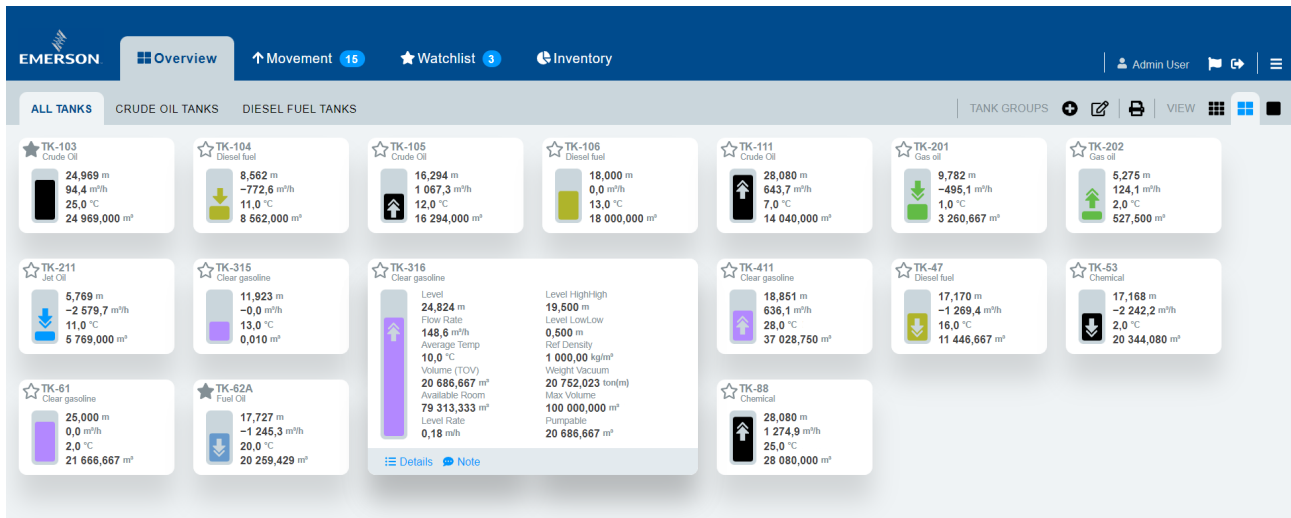 EMERSON
Overview
Movement 15
Watchlist 3
Inventory
Admin User
ALL TANKS
CRUDE OIL TANKS
DIESEL FUEL TANKS
TANK GROUPS
VIEW
TK-103
Crude Oil
24,969 m
94,4 m³/h
25,0 °C
24 969,000 m³
TK-104
Diesel fuel
8,562 m
−772,6 m³/h
11,0 °C
8 562,000 m³
TK-105
Crude Oil
16,294 m
1 067,3 m³/h
12,0 °C
16 294,000 m³
TK-106
Diesel fuel
18,000 m
0,0 m³/h
13,0 °C
18 000,000 m³
TK-111
Crude Oil
28,080 m
643,7 m³/h
7,0 °C
14 040,000 m³
TK-201
Gas oil
9,782 m
−495,1 m³/h
1,0 °C
3 260,667 m³
TK-202
Gas oil
5,275 m
124,1 m³/h
2,0 °C
527,500 m³
TK-211
Jet Oil
5,769 m
−2 579,7 m³/h
11,0 °C
5 769,000 m³
TK-315
Clear gasoline
11,923 m
−0,0 m³/h
13,0 °C
0,010 m³
TK-316
Clear gasoline
Level
24,824 m
Flow Rate
148,6 m³/h
Average Temp
10,0 °C
Volume (TOV)
20 686,667 m³
Available Room
79 313,333 m³
Level Rate
0,18 m/h
Level HighHigh
19,500 m
Level LowLow
0,500 m
Ref Density
1 000,00 kg/m³
Weight Vacuum
20 752,023 ton(m)
Max Volume
100 000,000 m³
Pumpable
20 686,667 m³
Details
Note
TK-411
Clear gasoline
18,851 m
636,1 m³/h
28,0 °C
37 028,750 m³
TK-47
Diesel fuel
17,170 m
−1 269,4 m³/h
16,0 °C
11 446,667 m³
TK-53
Chemical
17,168 m
−2 242,2 m³/h
2,0 °C
20 344,080 m³
TK-61
Clear gasoline
25,000 m
0,0 m³/h
2,0 °C
21 666,667 m³
TK-62A
Fuel Oil
17,727 m
−1 245,3 m³/h
20,0 °C
20 259,429 m³
TK-88
Chemical
28,080 m
1 274,9 m³/h
25,0 °C
28 080,000 m³